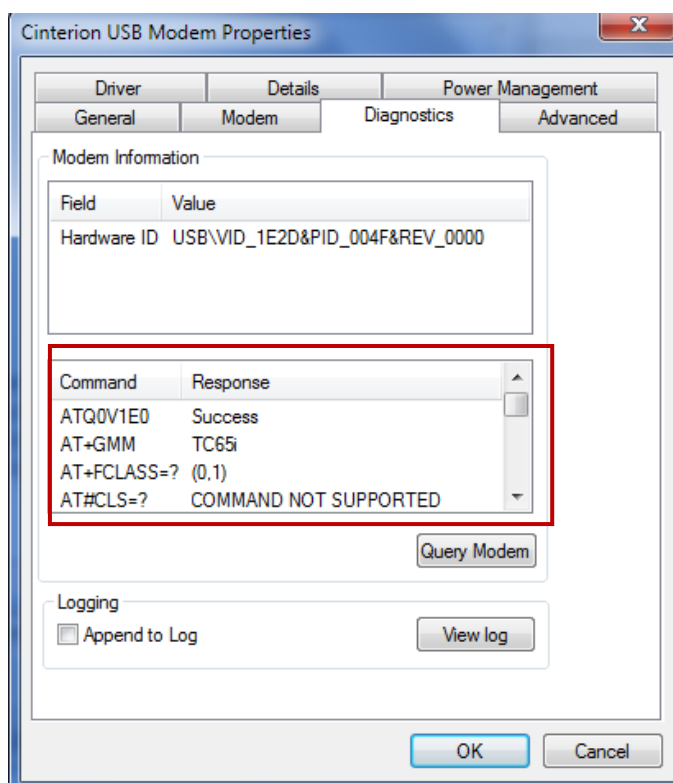 Cinterion USB Modem Properties
Driver Details Power Management
General Modem Diagnostics Advanced
Modem Information
Field Value
Hardware ID USB\VID_1E2D&PID_004F&REV_0000
Command Response
ATQ0V1E0 Success
AT+GMM TC65i
AT+FCLASS=? (0,1)
AT#CLS=? COMMAND NOT SUPPORTED
Query Modem
Logging
Append to Log View log
OK Cancel